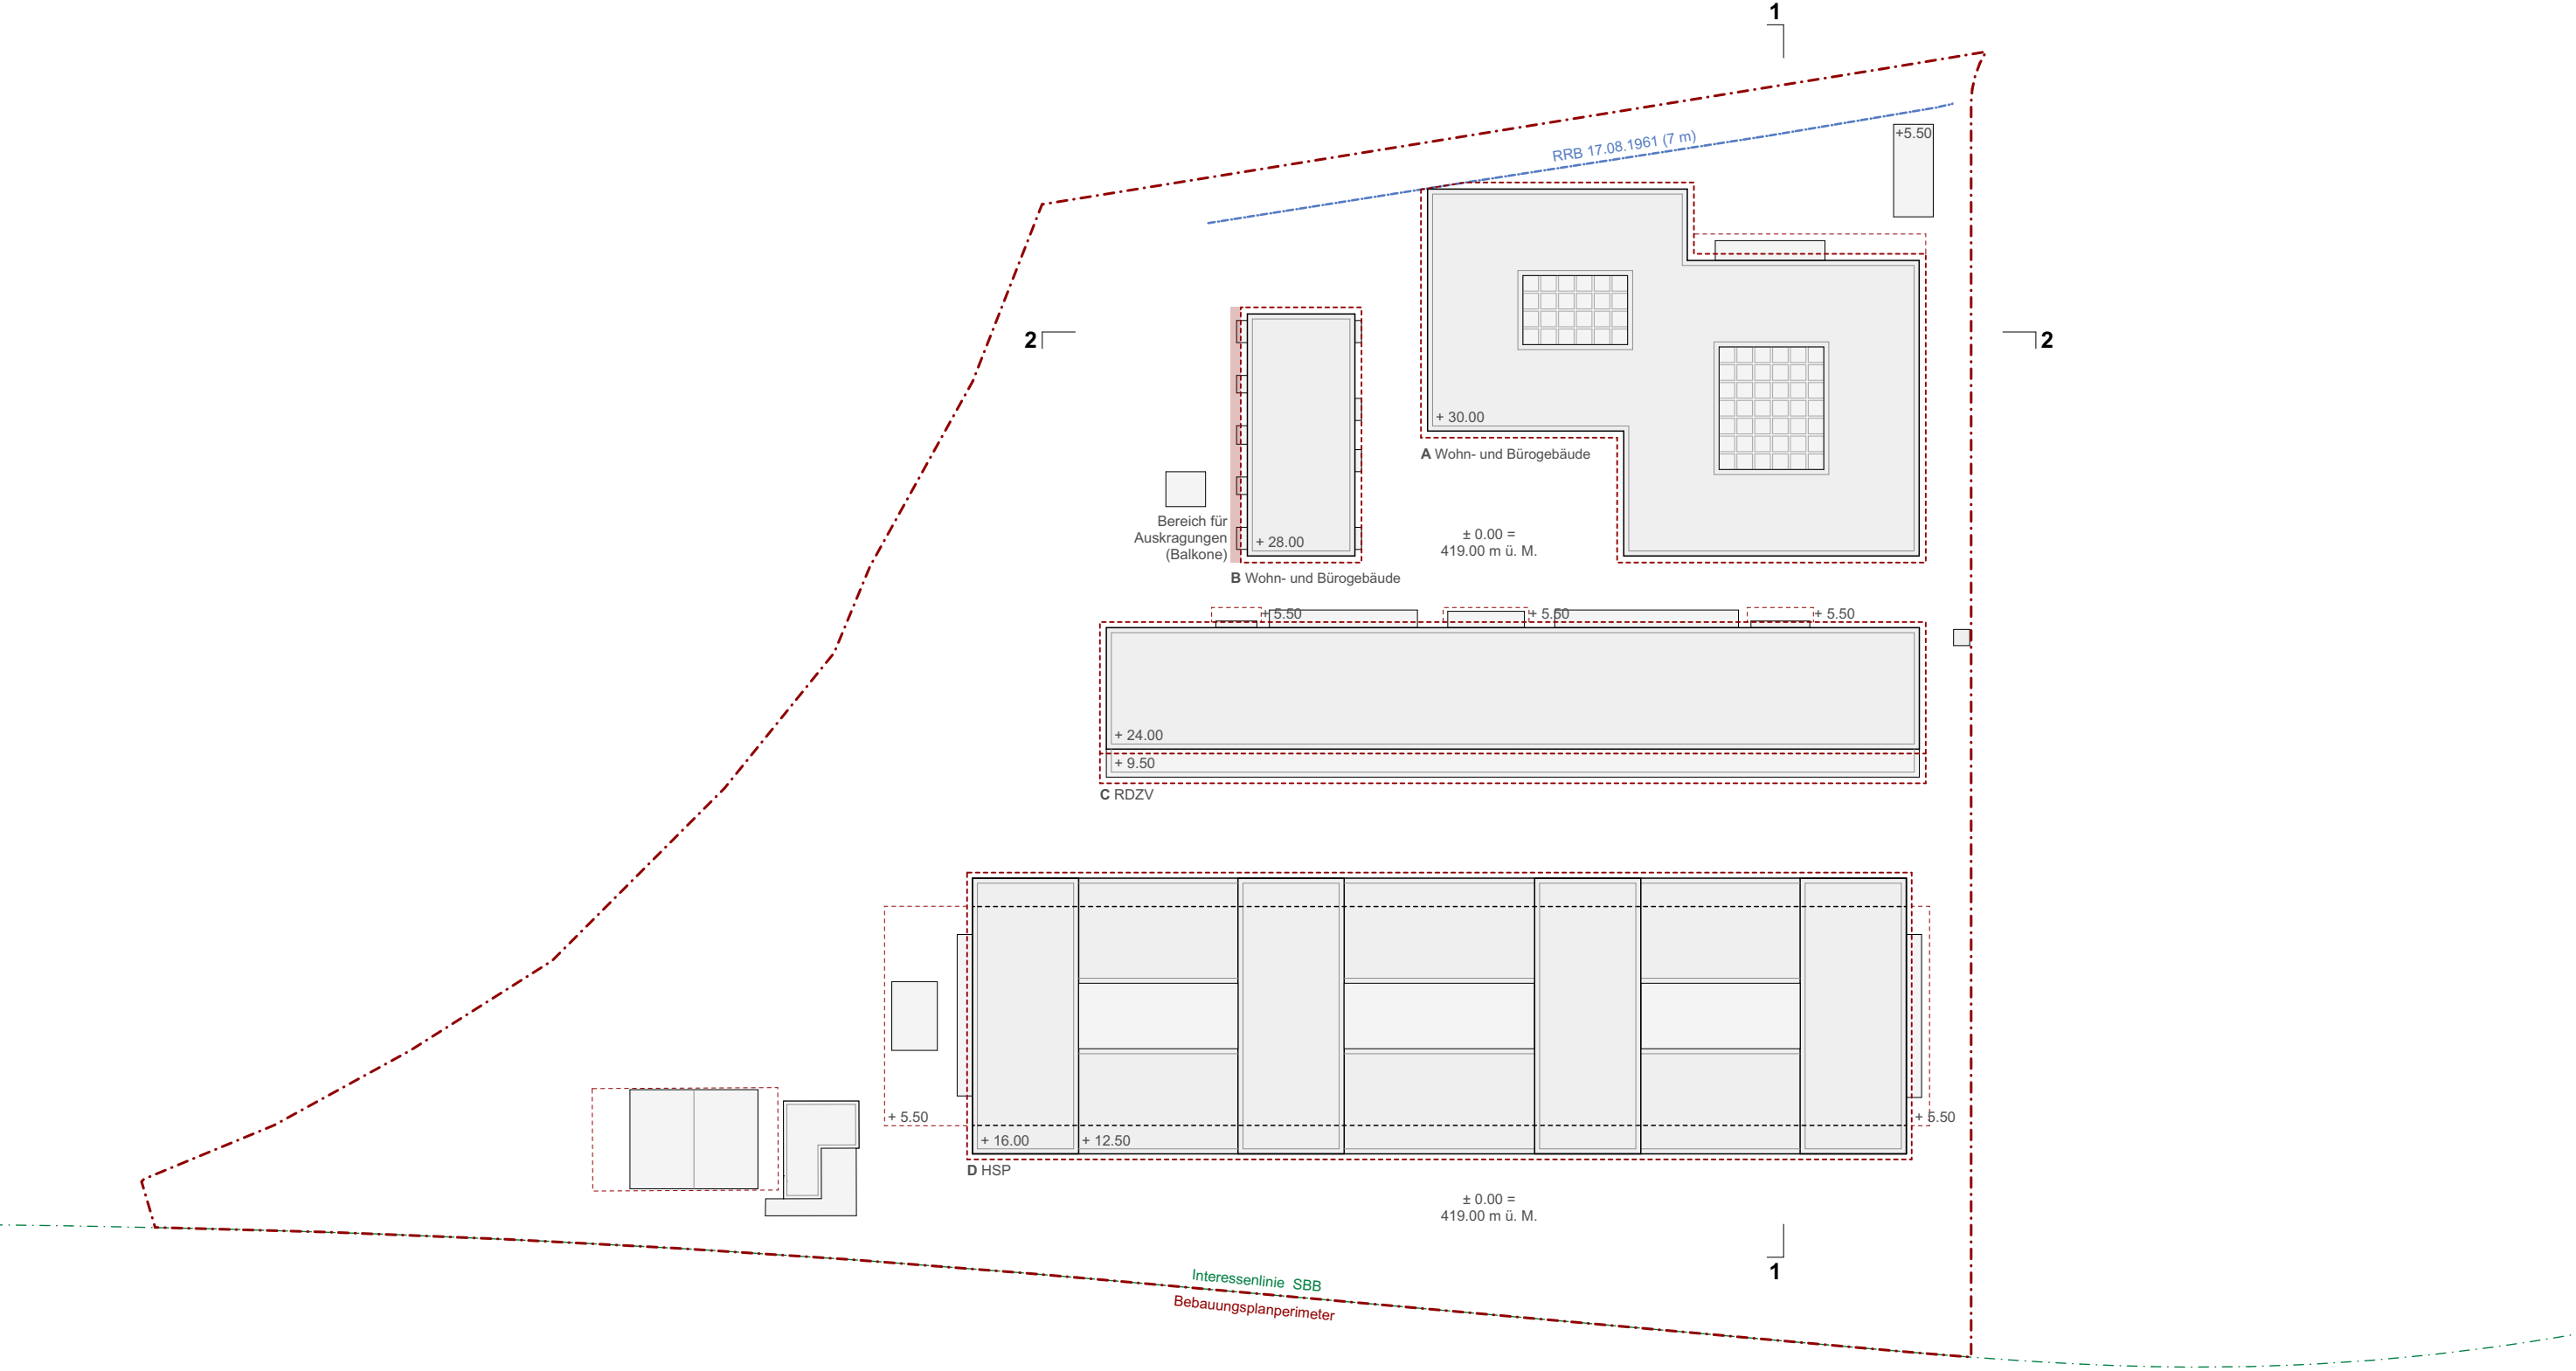 1
RRB 17.08.1961 (7 m)
+5.50
2
2
+ 30.00
A Wohn- und Bürogebäude
Bereich für
Auskragungen
(Balkone)
+ 28.00
± 0.00 =
419.00 m ü. M.
B Wohn- und Bürogebäude
+ 5.50
+ 5.50
+ 5.50
+ 24.00
+ 9.50
C RDZV
+ 5.50
+ 5.50
+ 16.00
+ 12.50
D HSP
± 0.00 =
419.00 m ü. M.
1
Interessenlinie SBB
Bebauungsplanperimeter